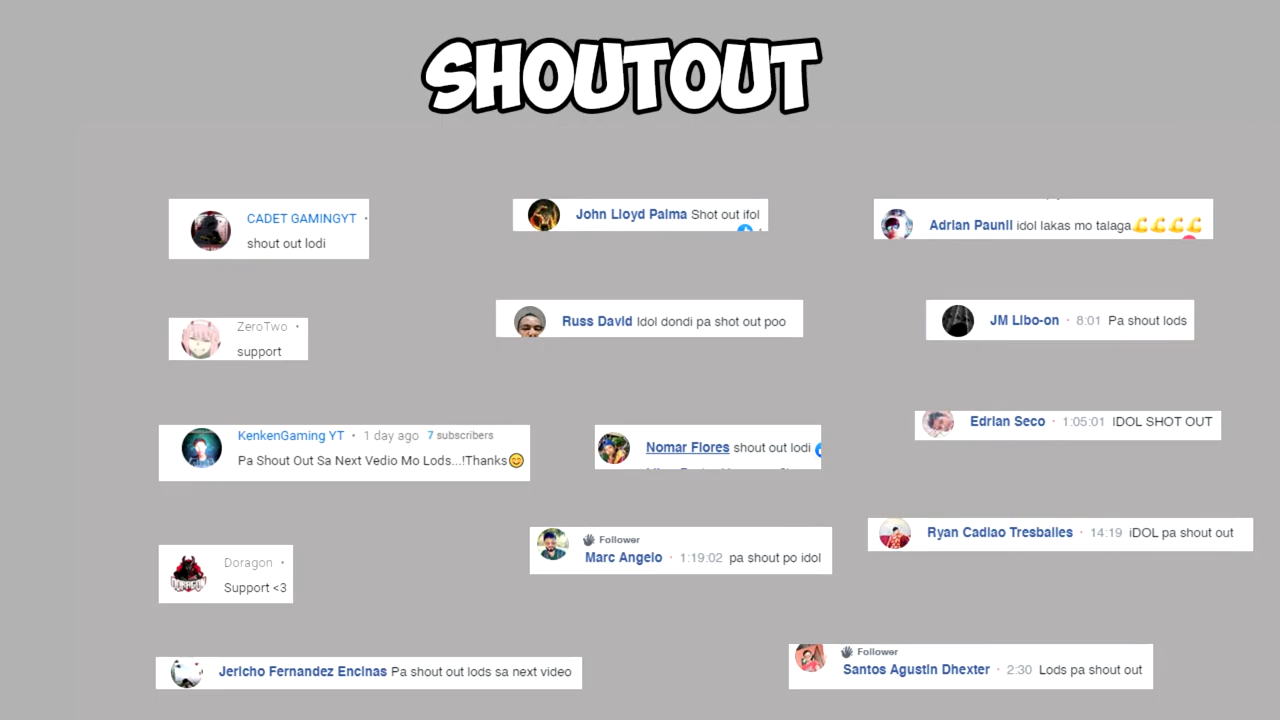 SHOUTOUT
CADET GAMINGYT •
shout out lodi
John Lloyd Palma Shot out ifol
Adrian Paunil idol lakas mo talaga💪💪💪💪
ZeroTwo •
support
Russ David Idol dondi pa shot out poo
JM Libo-on · 8:01 Pa shout lods
KenkenGaming YT • 1 day ago 7 subscribers
Pa Shout Out Sa Next Vedio Mo Lods...!Thanks😊
Nomar Flores shout out lodi
Edrian Seco · 1:05:01 IDOL SHOT OUT
Doragon •
Support <3
Follower
Marc Angelo · 1:19:02 pa shout po idol
Ryan Cadiao Tresballes · 14:19 iDOL pa shout out
Jericho Fernandez Encinas Pa shout out lods sa next video
Follower
Santos Agustin Dhexter · 2:30 Lods pa shout out